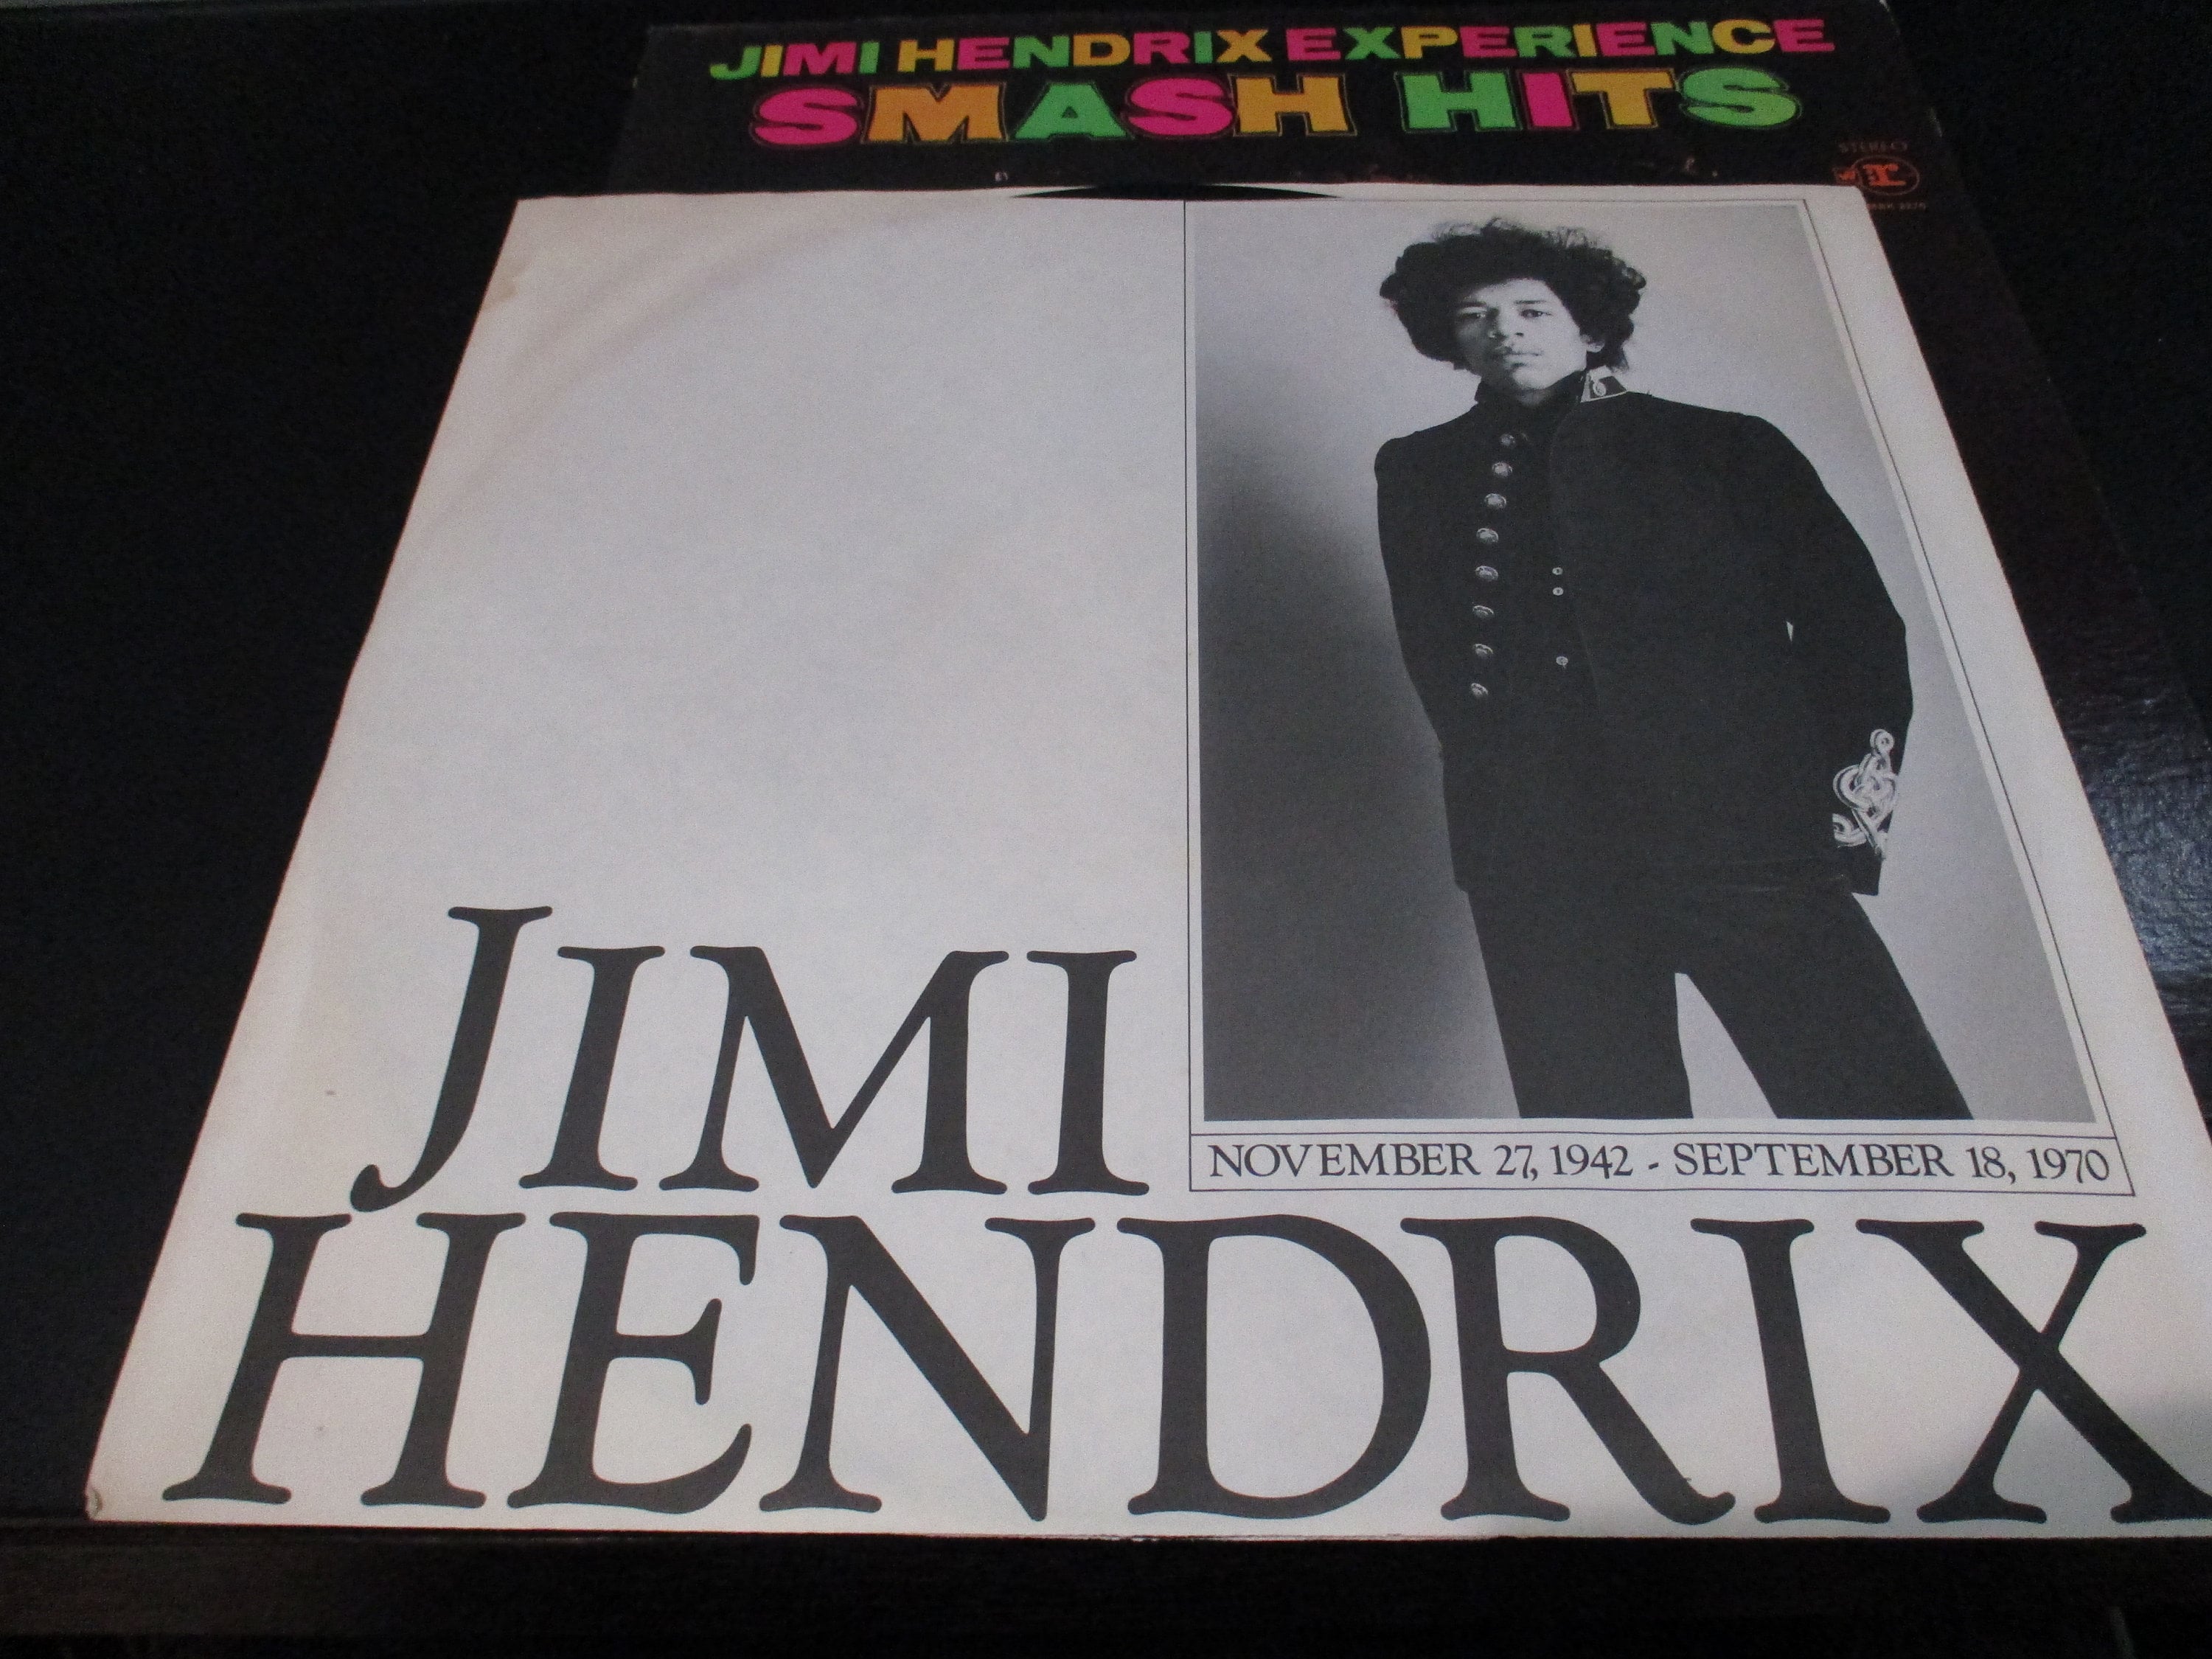 JIMI HENDRIX EXPERIENCE
SMASH HITS
STEREO
W r
NOVEMBER 27, 1942 - SEPTEMBER 18, 1970
JIMI
HENDRIX